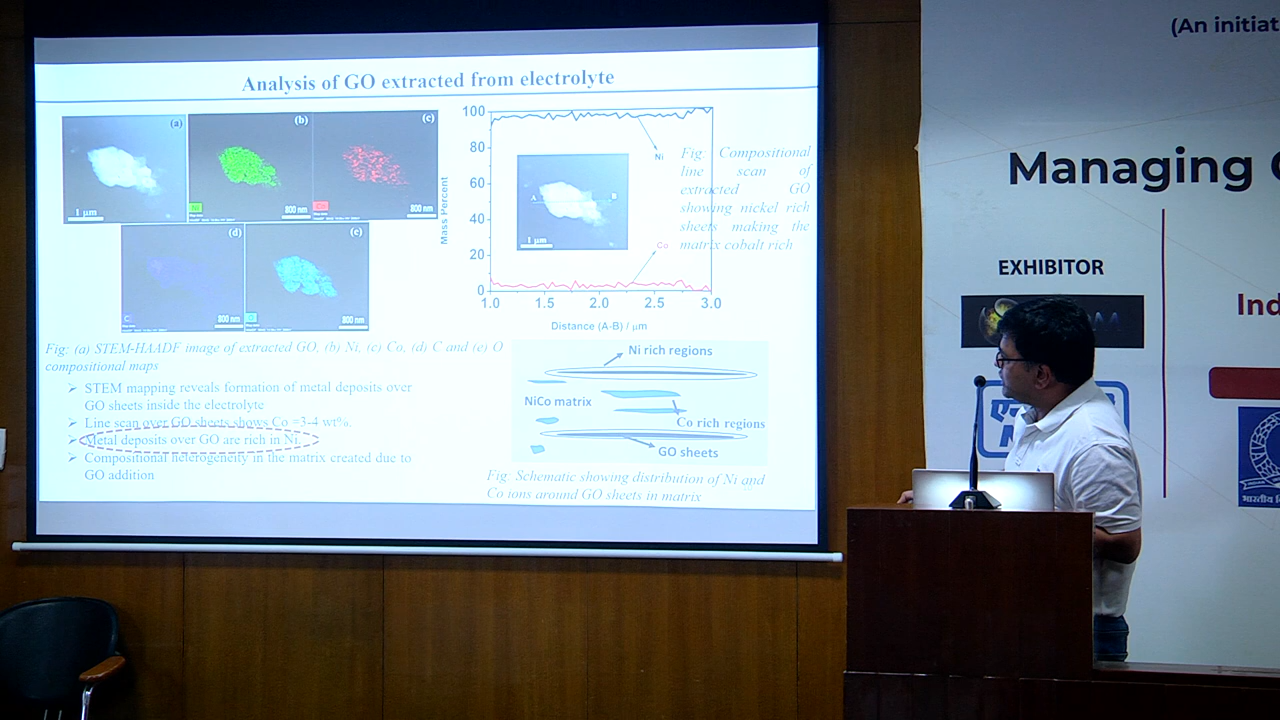 Analysis of GO extracted from electrolyte
(a)
(b)
(c)
1 µm
800 nm
800 nm
(d)
(e)
800 nm
800 nm
Fig: (a) STEM-HAADF image of extracted GO, (b) Ni, (c) Co, (d) C and (e) O
compositional maps
STEM mapping reveals formation of metal deposits over
GO sheets inside the electrolyte
Line scan over GO sheets shows Co =3-4 wt%.
Metal deposits over GO are rich in Ni.
Compositional heterogeneity in the matrix created due to
GO addition
Mass Percent
100
80
60
40
20
0
Ni
Co
A
B
1 µm
1.0
1.5
2.0
2.5
3.0
Distance (A-B) / µm
Fig: Compositional
line scan of
extracted GO
showing nickel rich
sheets making the
matrix cobalt rich
Ni rich regions
NiCo matrix
Co rich regions
GO sheets
Fig: Schematic showing distribution of Ni and
Co ions around GO sheets in matrix
(An initiat
Managing
EXHIBITOR
Ind